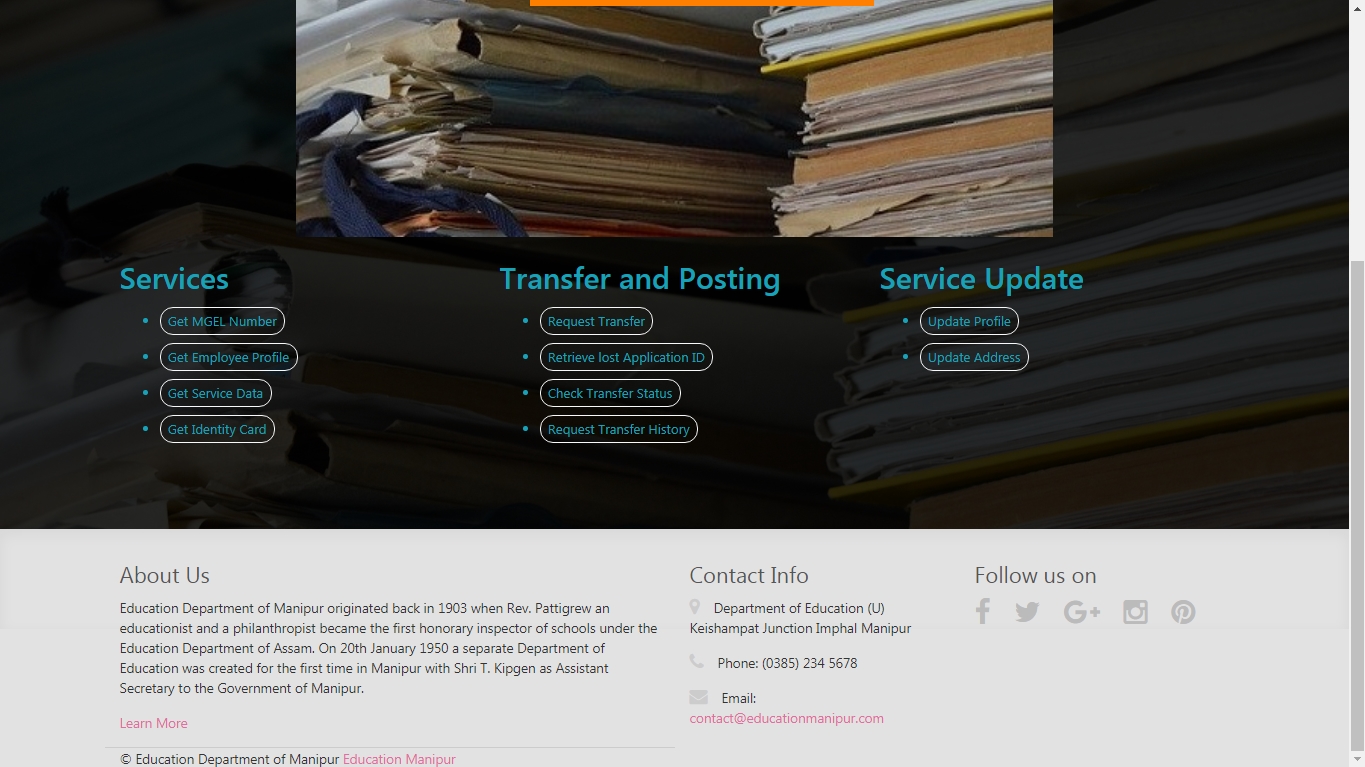 Services
Get MGEL Number
Get Employee Profile
Get Service Data
Get Identity Card
Transfer and Posting
Request Transfer
Retrieve lost Application ID
Check Transfer Status
Request Transfer History
Service Update
Update Profile
Update Address
About Us
Education Department of Manipur originated back in 1903 when Rev. Pattigrew an
educationist and a philanthropist became the first honorary inspector of schools under the
Education Department of Assam. On 20th January 1950 a separate Department of
Education was created for the first time in Manipur with Shri T. Kipgen as Assistant
Secretary to the Government of Manipur.
Learn More
© Education Department of Manipur Education Manipur
Contact Info
Department of Education (U)
Keishampat Junction Imphal Manipur
Phone: (0385) 234 5678
Email:
contact@educationmanipur.com
Follow us on